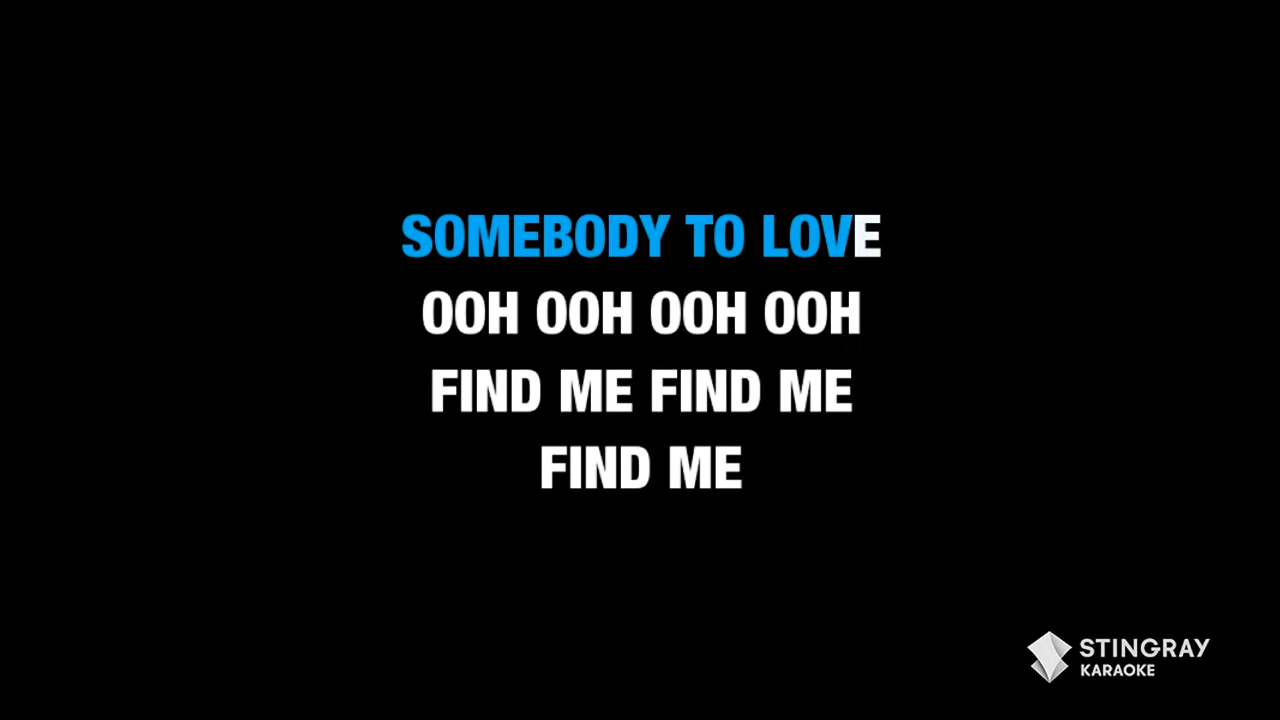 SOMEBODY TO LOVE
OOH OOH OOH OOH
FIND ME FIND ME
FIND ME
STINGRAY
KARAOKE